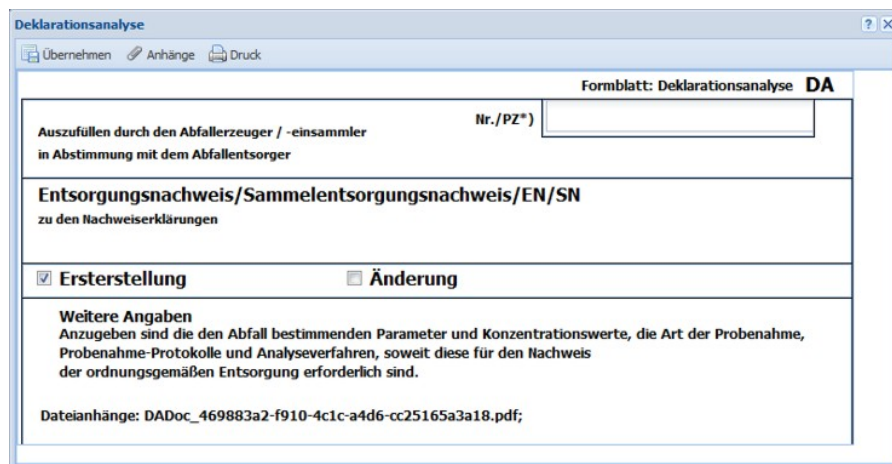 Deklarationsanalyse
Übernehmen Anhänge Druck
Formblatt: Deklarationsanalyse DA
Nr./PZ*)
Auszufüllen durch den Abfallerzeuger / -einsammler
in Abstimmung mit dem Abfallentsorger
Entsorgungsnachweis/Sammelentsorgungsnachweis/EN/SN
zu den Nachweiserklärungen
Ersterstellung Änderung
Weitere Angaben
Anzugeben sind die den Abfall bestimmenden Parameter und Konzentrationswerte, die Art der Probenahme,
Probenahme-Protokolle und Analyseverfahren, soweit diese für den Nachweis
der ordnungsgemäßen Entsorgung erforderlich sind.
Dateianhänge: DADoc_469883a2-f910-4c1c-a4d6-cc25165a3a18.pdf;